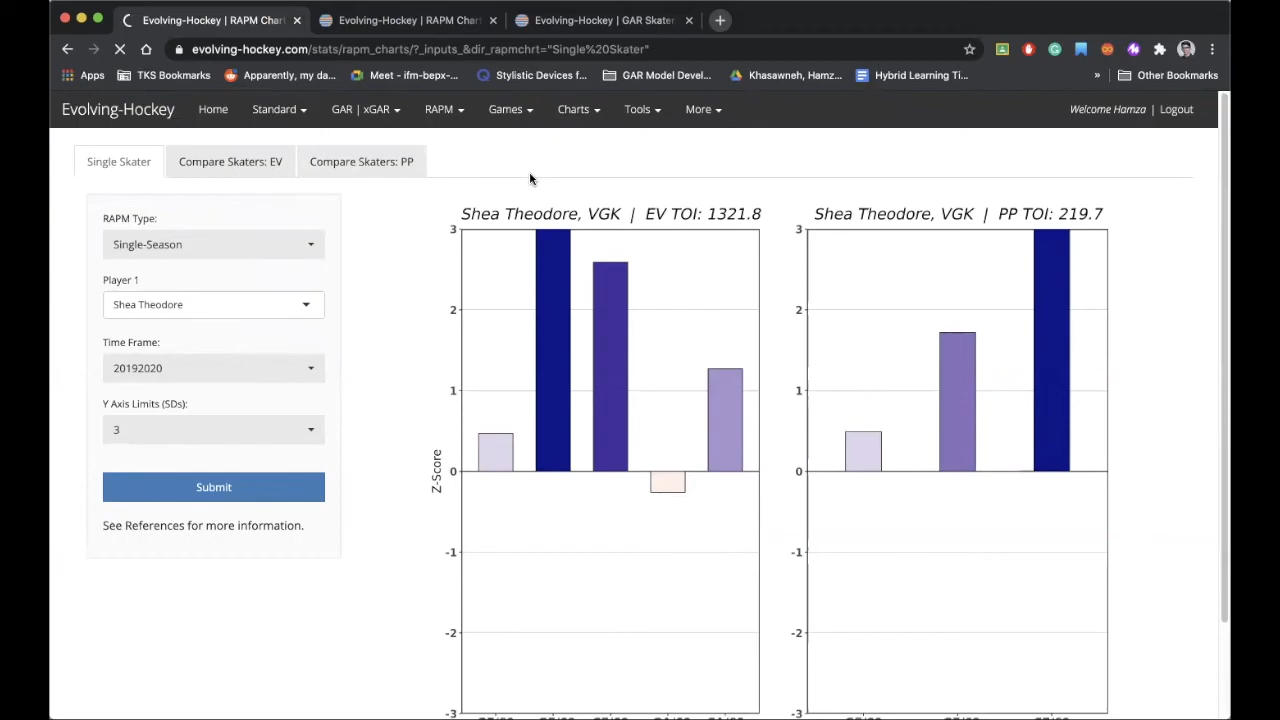 Evolving-Hockey | RAPM Chart
Evolving-Hockey | RAPM Chart
Evolving-Hockey | GAR Skater
evolving-hockey.com/stats/rapm_charts/?_inputs_&dir_rapmchrt="Single%20Skater"
Apps
TKS Bookmarks
Apparently, my da...
Meet - ifm-bepx-...
Stylistic Devices f...
GAR Model Devel...
Khasawneh, Hamz...
Hybrid Learning Ti...
»
Other Bookmarks
Evolving-Hockey
Home
Standard
GAR | xGAR
RAPM
Games
Charts
Tools
More
Welcome Hamza | Logout
Single Skater
Compare Skaters: EV
Compare Skaters: PP
RAPM Type:
Single-Season
Player 1
Shea Theodore
Time Frame:
20192020
Y Axis Limits (SDs):
3
Submit
See References for more information.
Shea Theodore, VGK | EV TOI: 1321.8
3
2
1
0
-1
-2
-3
Z-Score
Shea Theodore, VGK | PP TOI: 219.7
3
2
1
0
-1
-2
-3